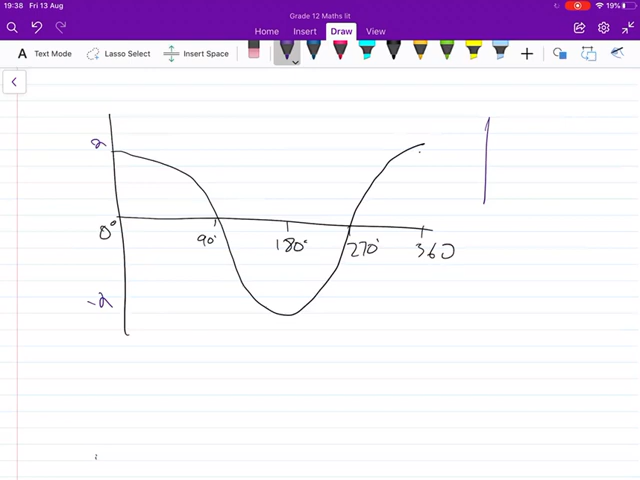 19:38 Fri 13 Aug
19%
Grade 12 Maths lit
Home Insert Draw View
A Text Mode Lasso Select Insert Space
2
0°
90°
180°
270°
360
-2